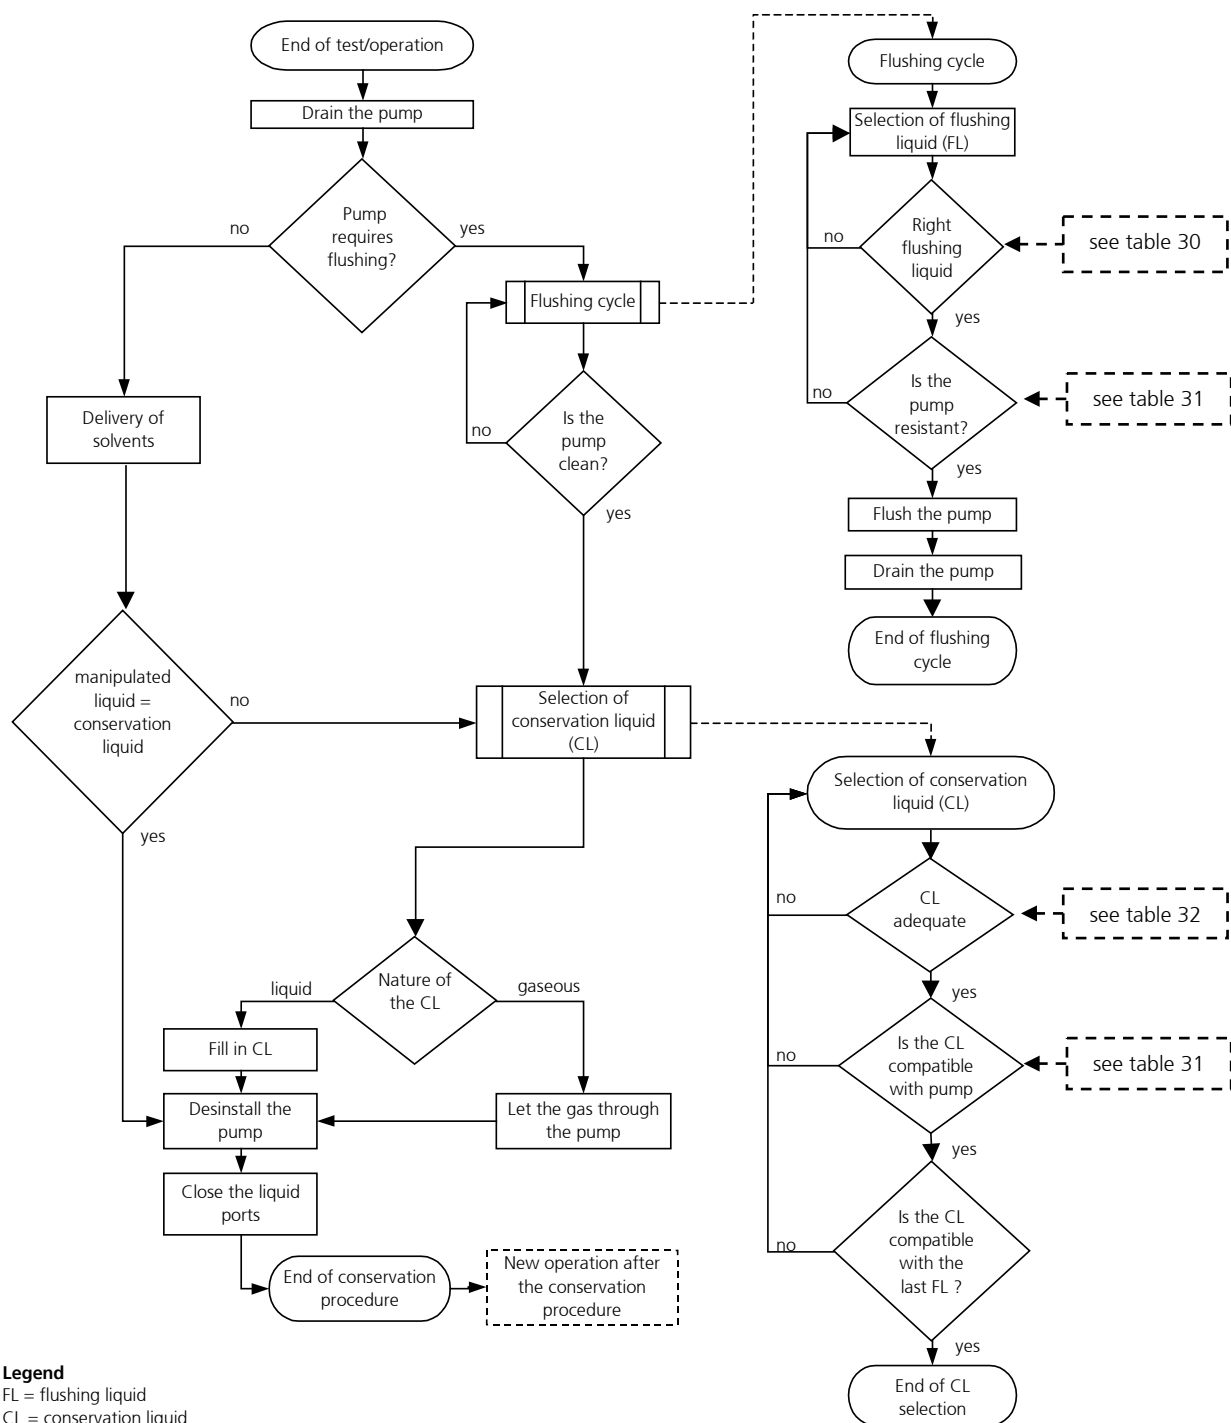 End of test/operation
Drain the pump
Pump
requires
flushing?
no
yes
Flushing cycle
Is the
pump
clean?
no
yes
Delivery of
solvents
manipulated
liquid =
conservation
liquid
no
yes
Selection of
conservation liquid
(CL)
Nature of
the CL
liquid
gaseous
Fill in CL
Desinstall the
pump
Let the gas through
the pump
Close the liquid
ports
End of conservation
procedure
New operation after
the conservation
procedure
Flushing cycle
Selection of flushing
liquid (FL)
Right
flushing
liquid
no
see table 30
yes
Is the
pump
resistant?
no
see table 31
yes
Flush the pump
Drain the pump
End of flushing
cycle
Selection of conservation
liquid (CL)
CL
adequate
no
see table 32
yes
Is the CL
compatible
with pump
no
see table 31
yes
Is the CL
compatible
with the
last FL ?
no
yes
End of CL
selection
Legend
FL = flushing liquid
CL = conservation liquid